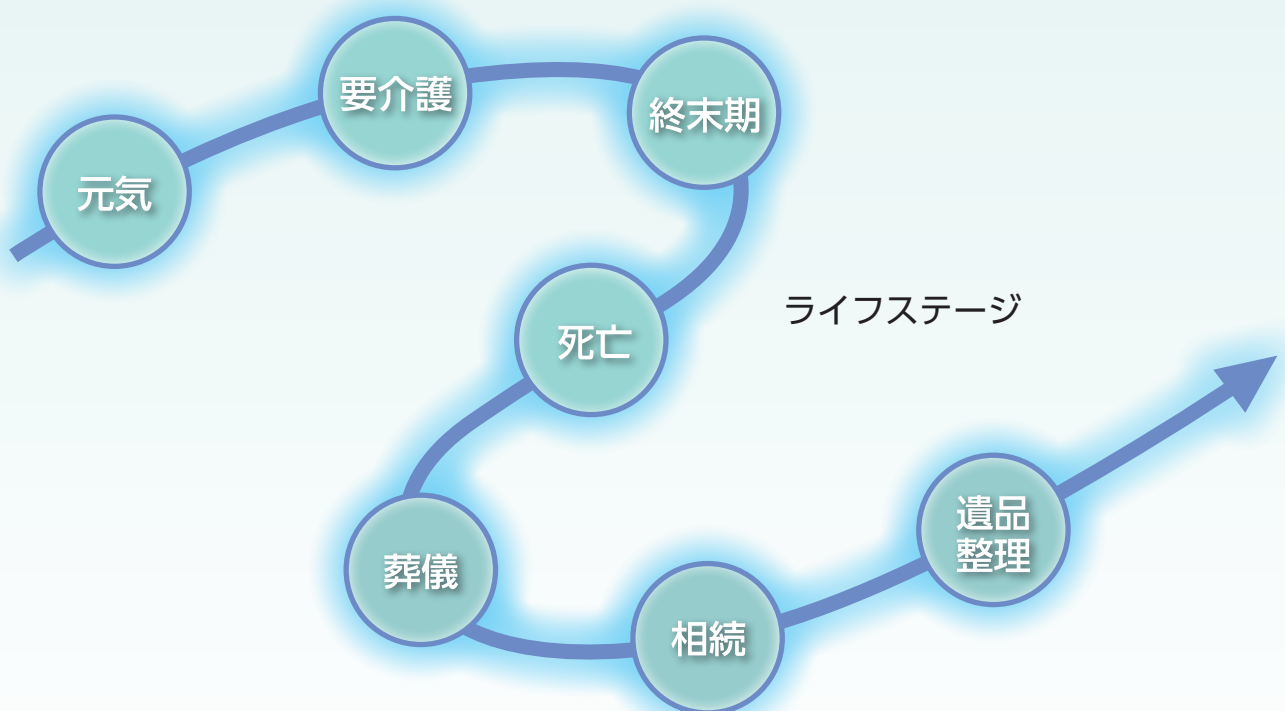 元気
要介護
終末期
死亡
ライフステージ
葬儀
相続
遺品
整理